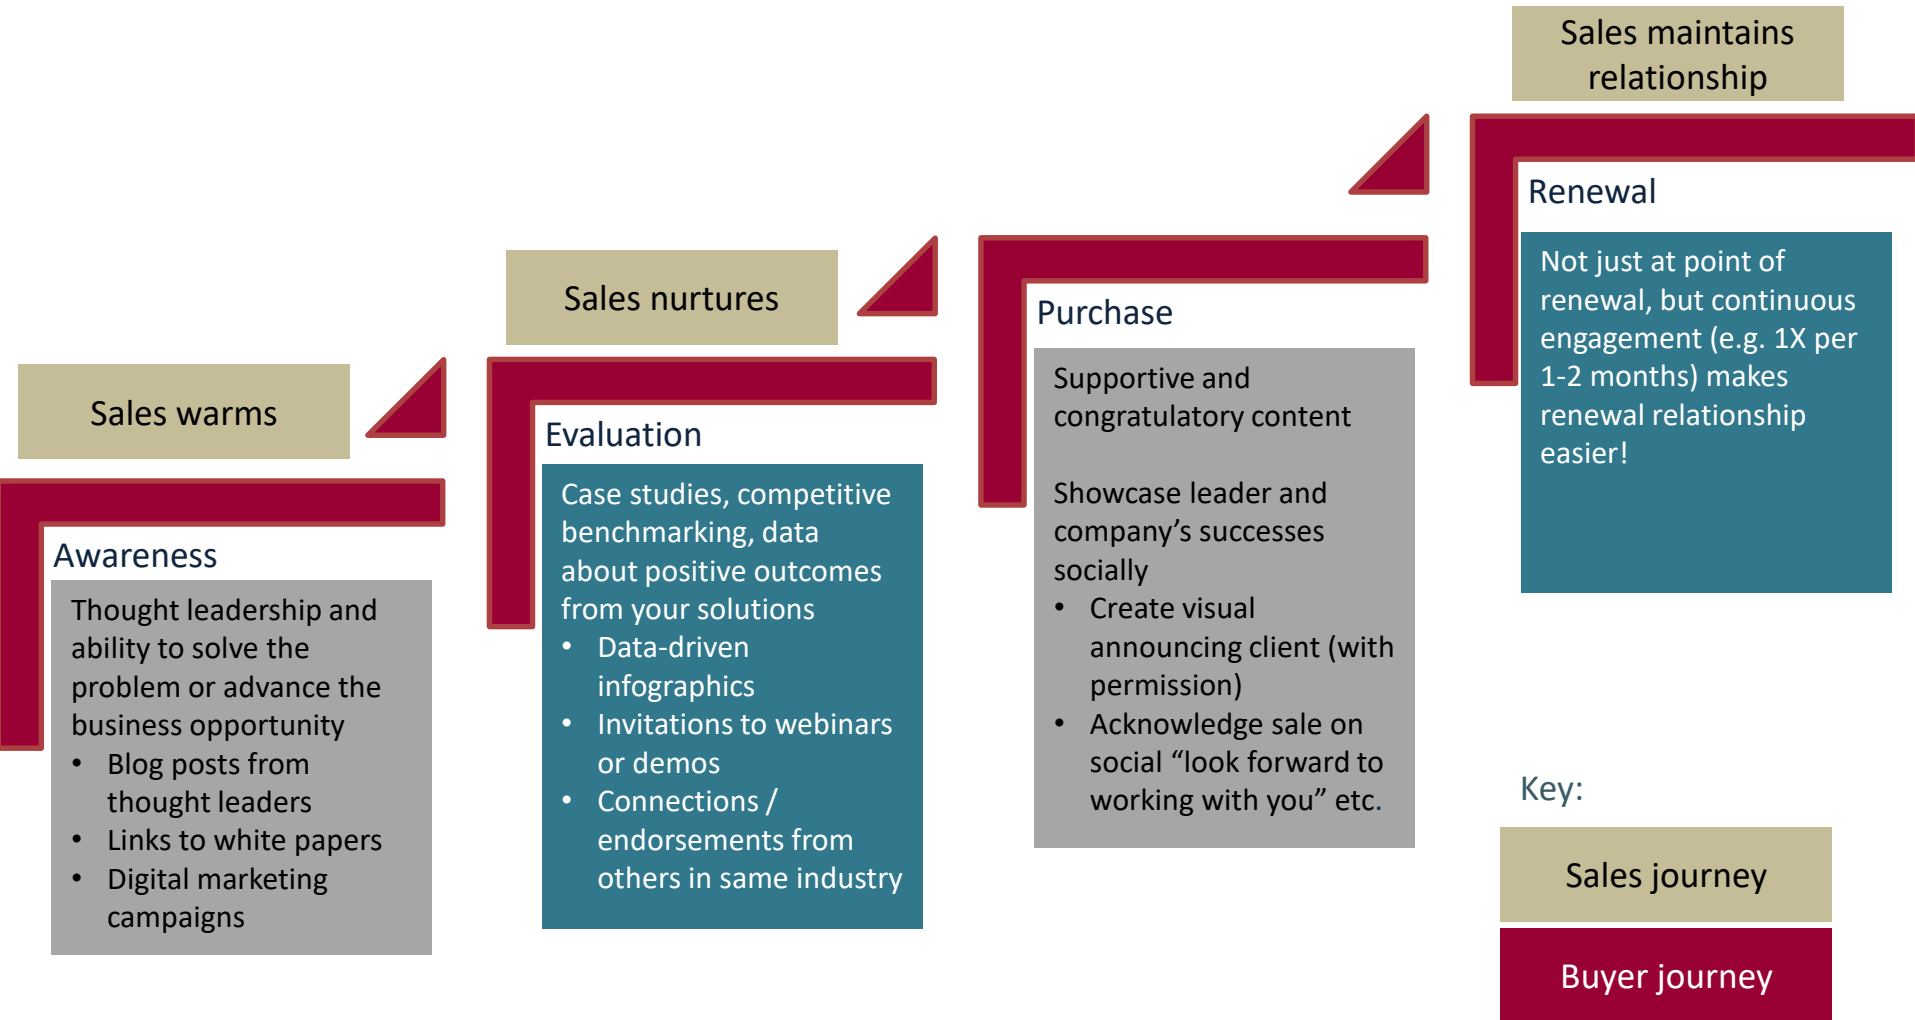 Sales warms
Awareness
Thought leadership and
ability to solve the
problem or advance the
business opportunity
• Blog posts from
thought leaders
• Links to white papers
• Digital marketing
campaigns
Sales nurtures
Evaluation
Case studies, competitive
benchmarking, data
about positive outcomes
from your solutions
• Data-driven
infographics
• Invitations to webinars
or demos
• Connections /
endorsements from
others in same industry
Purchase
Supportive and
congratulatory content
Showcase leader and
company’s successes
socially
• Create visual
announcing client (with
permission)
• Acknowledge sale on
social “look forward to
working with you” etc.
Sales maintains
relationship
Renewal
Not just at point of
renewal, but continuous
engagement (e.g. 1X per
1-2 months) makes
renewal relationship
easier!
Key:
Sales journey
Buyer journey